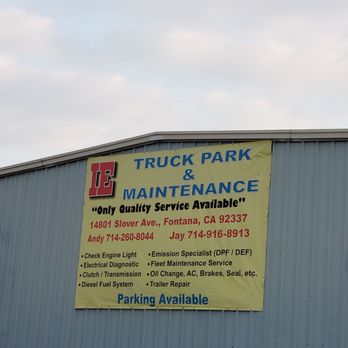 IE
TRUCK PARK
&
MAINTENANCE
"Only Quality Service Available"
14801 Slover Ave., Fontana, CA 92337
Andy 714-260-8044 Jay 714-916-8913
• Check Engine Light
• Electrical Diagnostic
• Clutch / Transmission
• Diesel Fuel System
• Emission Specialist (DPF / DEF)
• Fleet Maintenance Service
• Oil Change, AC, Brakes, Seal, etc.
• Trailer Repair
Parking Available